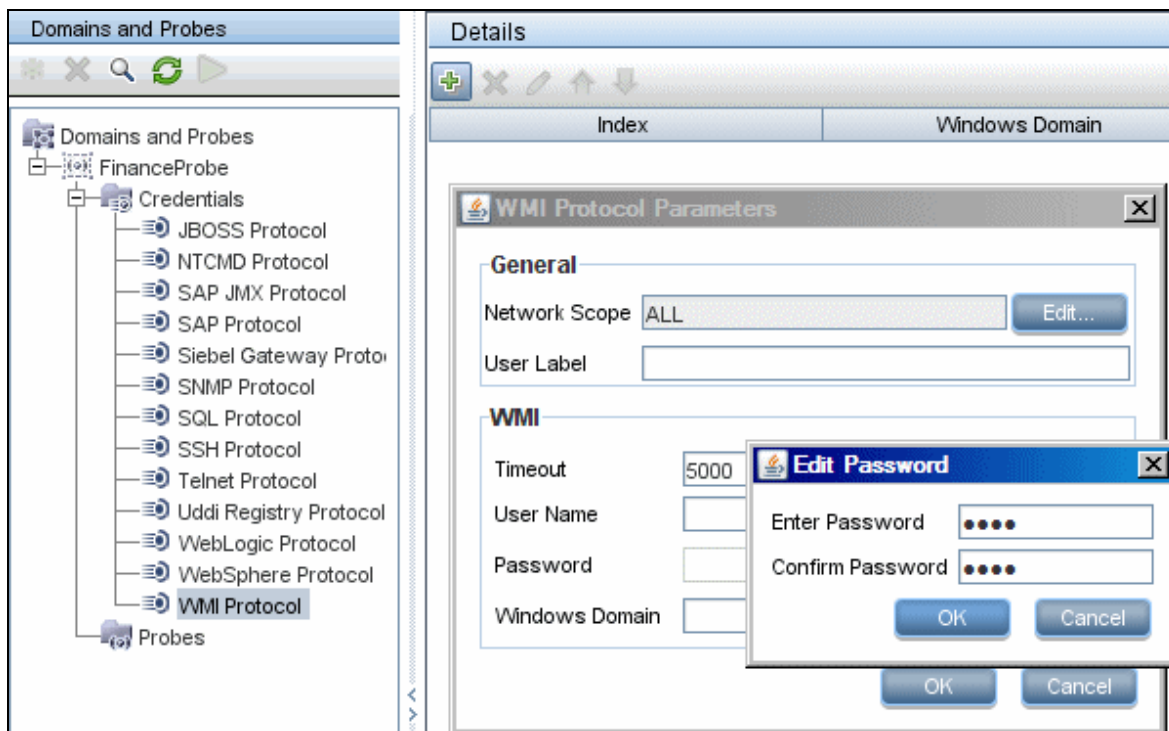 Domains and Probes
Domains and Probes
FinanceProbe
Credentials
JBOSS Protocol
NTCMD Protocol
SAP JMX Protocol
SAP Protocol
Siebel Gateway Proto
SNMP Protocol
SQL Protocol
SSH Protocol
Telnet Protocol
Uddi Registry Protocol
WebLogic Protocol
WebSphere Protocol
WMI Protocol
Probes
Details
Index Windows Domain
WMI Protocol Parameters
General
Network Scope ALL Edit...
User Label
WMI
Timeout 5000
User Name
Password
Windows Domain
OK Cancel
Edit Password
Enter Password ●●●●
Confirm Password ●●●●
OK Cancel